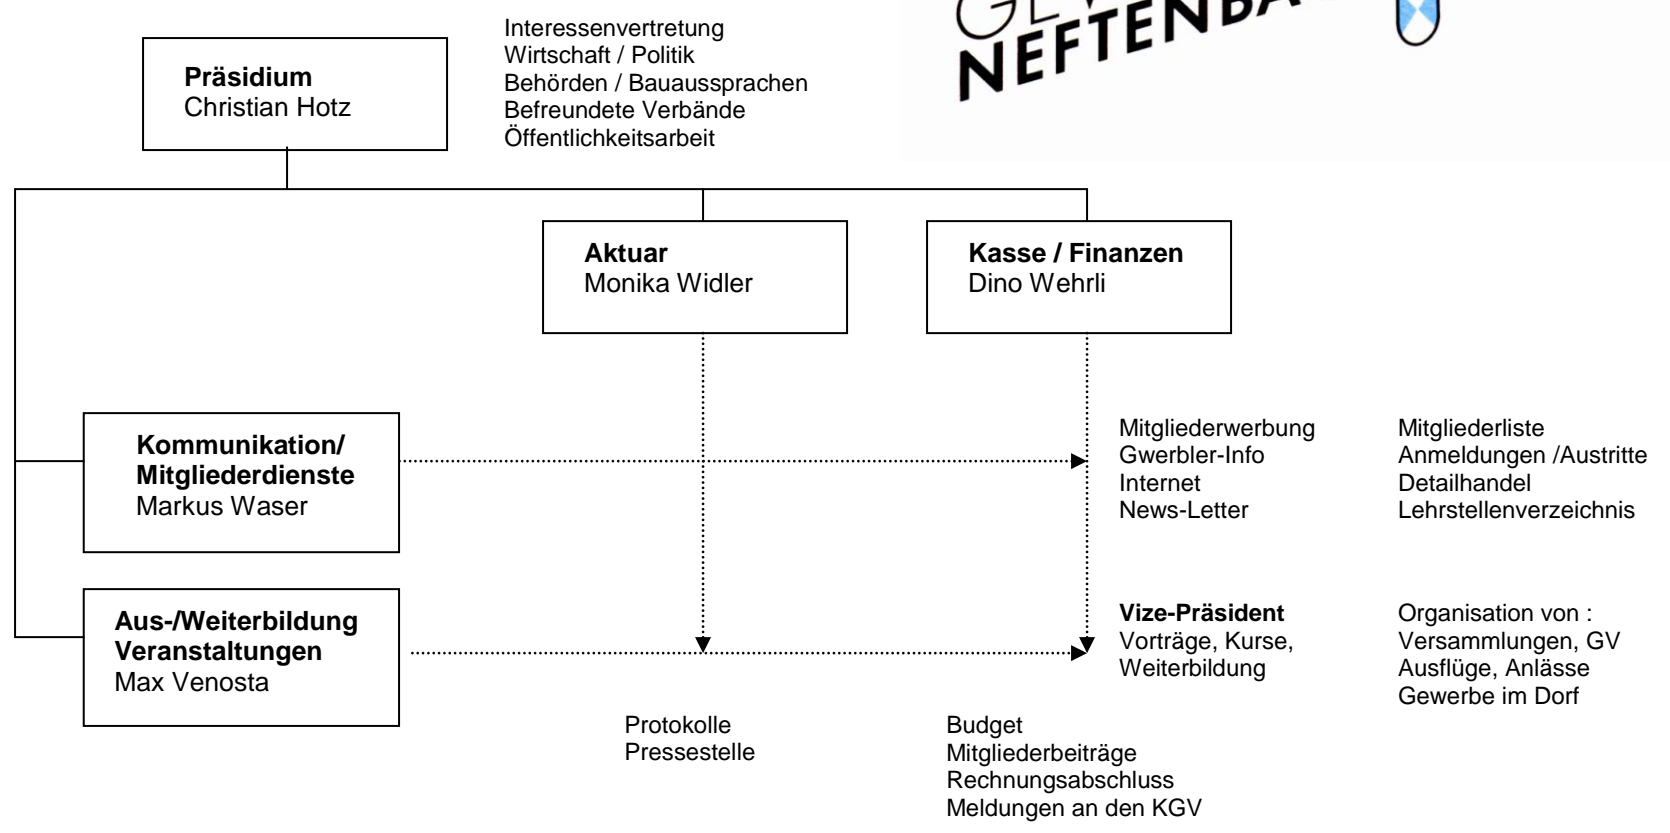 Präsidium
Christian Hotz
Interessenvertretung
Wirtschaft / Politik
Behörden / Bauaussprachen
Befreundete Verbände
Öffentlichkeitsarbeit
Aktuar
Monika Widler
Kasse / Finanzen
Dino Wehrli
Kommunikation/
Mitgliederdienste
Markus Waser
Mitgliederwerbung
Gwerbler-Info
Internet
News-Letter
Mitgliederliste
Anmeldungen /Austritte
Detailhandel
Lehrstellenverzeichnis
Aus-/Weiterbildung
Veranstaltungen
Max Venosta
Vize-Präsident
Vorträge, Kurse,
Weiterbildung
Organisation von :
Versammlungen, GV
Ausflüge, Anlässe
Gewerbe im Dorf
Protokolle
Pressestelle
Budget
Mitgliederbeiträge
Rechnungsabschluss
Meldungen an den KGV